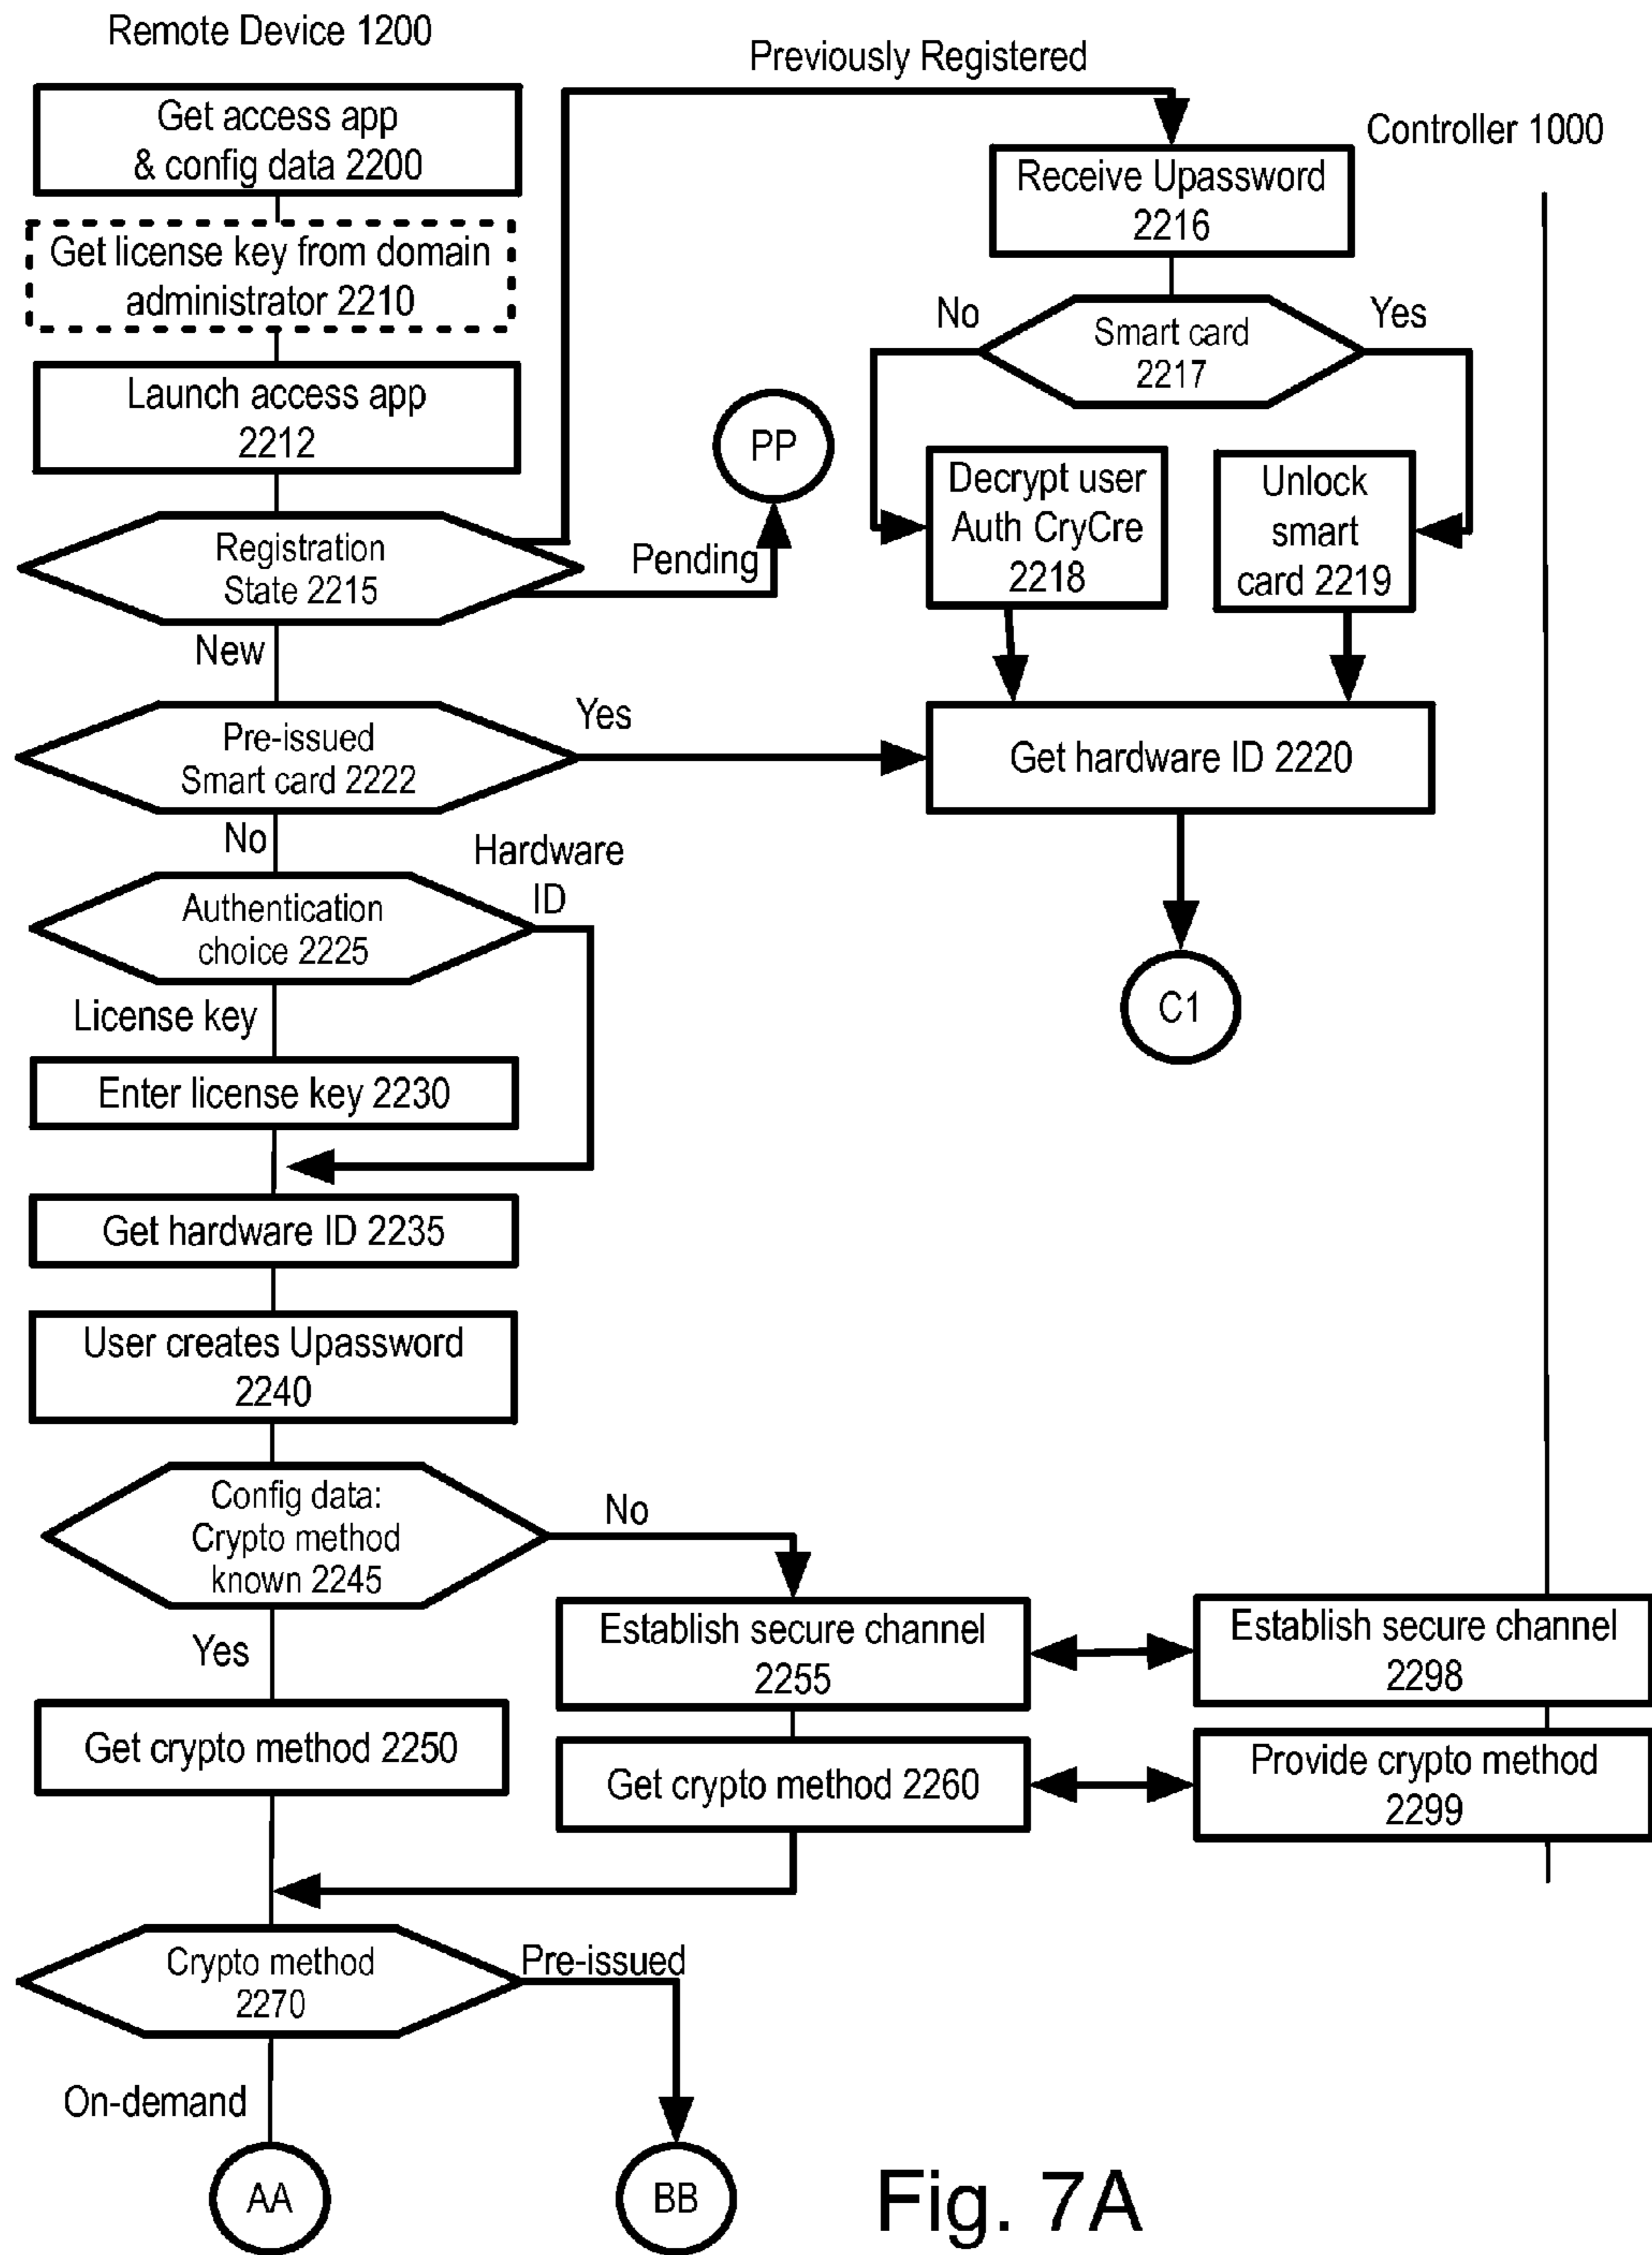 Remote Device 1200
Previously Registered
Controller 1000
Get access app
& config data 2200
Get license key from domain
administrator 2210
Launch access app
2212
Registration
State 2215
Pending
PP
New
Receive Upassword
2216
No
Smart card
2217
Yes
Decrypt user
Auth CryCre
2218
Unlock
smart
card 2219
Pre-issued
Smart card 2222
Yes
Get hardware ID 2220
C1
No
Authentication
choice 2225
Hardware
ID
License key
Enter license key 2230
Get hardware ID 2235
User creates Upassword
2240
Config data:
Crypto method
known 2245
No
Yes
Establish secure channel
2255
Establish secure channel
2298
Get crypto method 2250
Get crypto method 2260
Provide crypto method
2299
Crypto method
2270
Pre-issued
On-demand
AA
BB
Fig. 7A